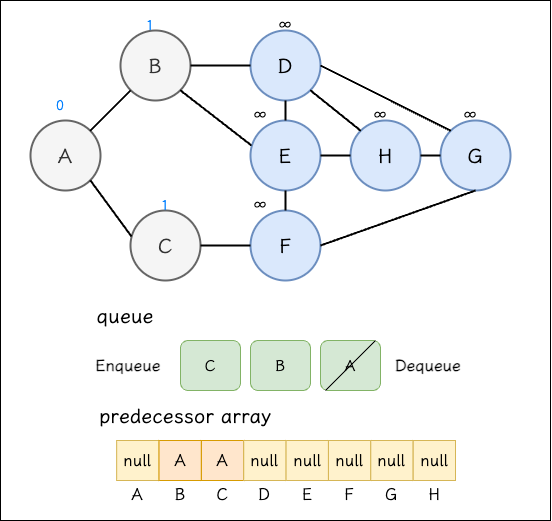 1
∞
B
D
0
∞
∞
∞
A
E
H
G
1
∞
C
F
queue
Enqueue C B A Dequeue
predecessor array
null A A null null null null null
A B C D E F G H